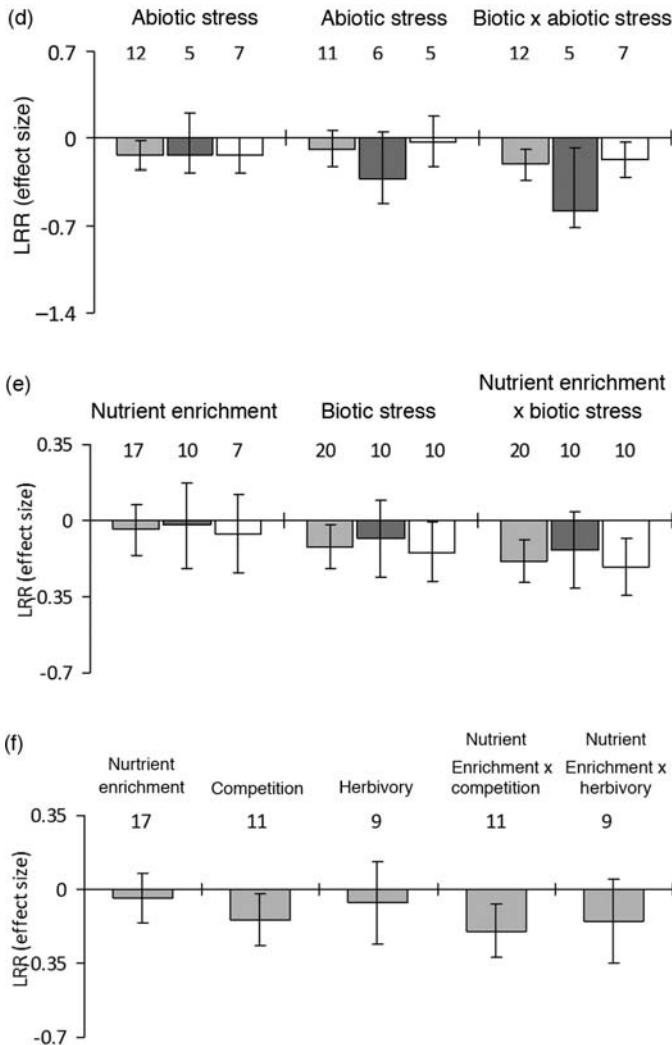 (d)
Abiotic stress Abiotic stress Biotic x abiotic stress
0.7
12 5 7 11 6 5 12 5 7
0
-0.7
−1.4
LRR (effect size)
(e)
Nutrient enrichment Biotic stress Nutrient enrichment
x biotic stress
0.35
17 10 7 20 10 10 20 10 10
0
-0.35
-0.7
LRR (effect size)
(f)
Nurtrient
enrichment
Competition
Herbivory
Nutrient
Enrichment x
competition
Nutrient
Enrichment x
herbivory
0.35
17 11 9 11 9
0
-0.35
-0.7
LRR (effect size)